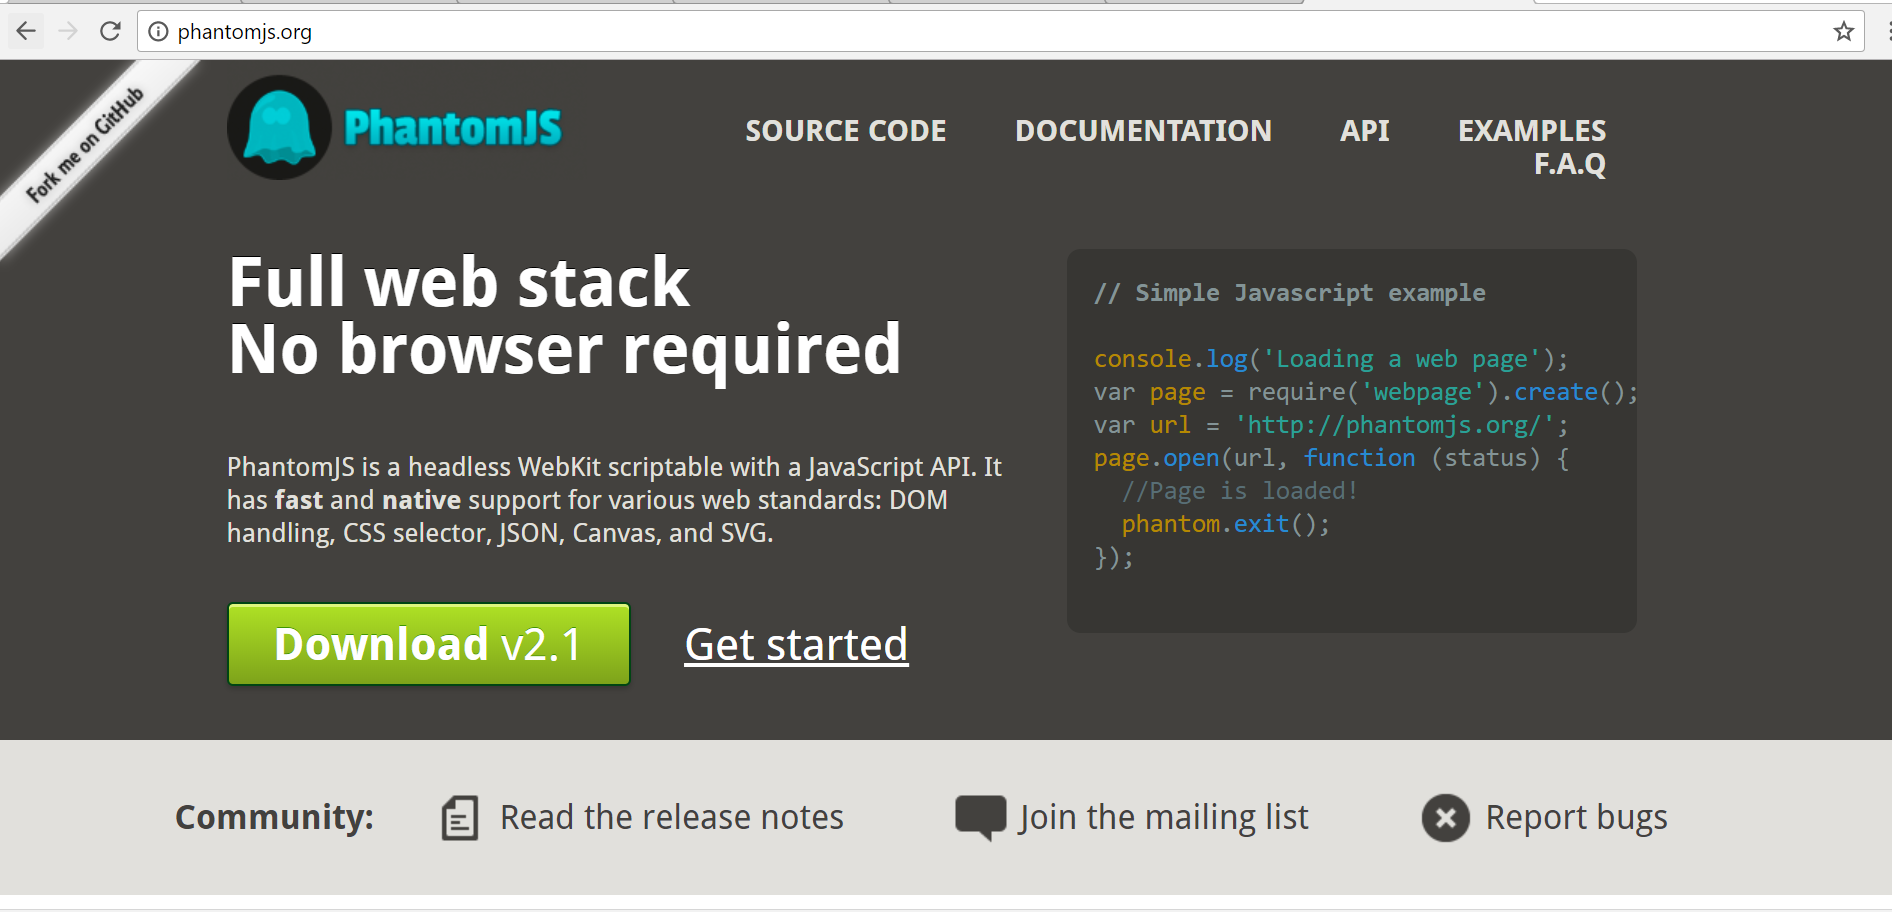 phantomjs.org
Fork me on GitHub
PhantomJS
SOURCE CODE DOCUMENTATION API EXAMPLES
F.A.Q
Full web stack
No browser required
PhantomJS is a headless WebKit scriptable with a JavaScript API. It
has fast and native support for various web standards: DOM
handling, CSS selector, JSON, Canvas, and SVG.
Download v2.1 Get started
// Simple Javascript example
console.log('Loading a web page');
var page = require('webpage').create();
var url = 'http://phantomjs.org/';
page.open(url, function (status) {
  //Page is loaded!
  phantom.exit();
});
Community: Read the release notes Join the mailing list Report bugs